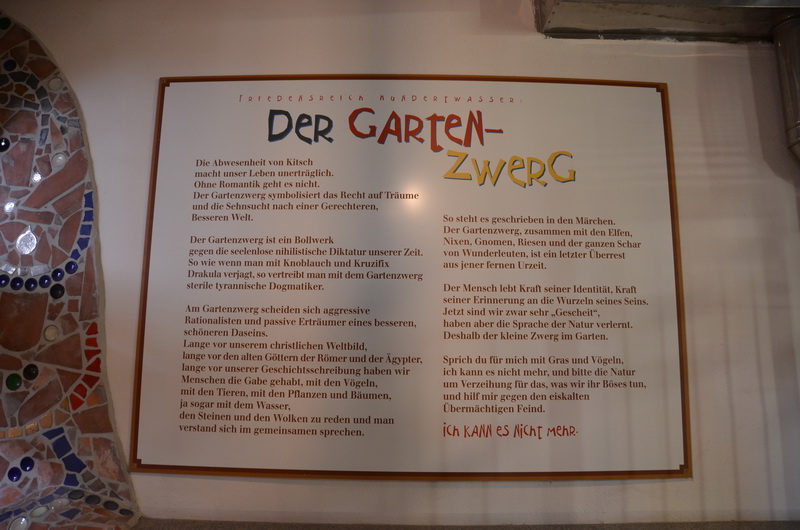 FRIEDENSREICH HUNDERTWASSER.
DER GARTEN-
ZWERG
Die Abwesenheit von Kitsch
macht unser Leben unerträglich.
Ohne Romantik geht es nicht.
Der Gartenzwerg symbolisiert das Recht auf Träume
und die Sehnsucht nach einer Gerechteren,
Besseren Welt.
Der Gartenzwerg ist ein Bollwerk
gegen die seelenlose nihilistische Diktatur unserer Zeit.
So wie wenn man mit Knoblauch und Kruzifix
Drakula verjagt, so vertreibt man mit dem Gartenzwerg
sterile tyrannische Dogmatiker.
Am Gartenzwerg scheiden sich aggressive
Rationalisten und passive Erträumer eines besseren,
schöneren Daseins.
Lange vor unserem christlichen Weltbild,
lange vor den alten Göttern der Römer und der Ägypter,
lange vor unserer Geschichtsschreibung haben wir
Menschen die Gabe gehabt, mit den Vögeln,
mit den Tieren, mit den Pflanzen und Bäumen,
ja sogar mit dem Wasser,
den Steinen und den Wolken zu reden und man
verstand sich im gemeinsamen sprechen.
So steht es geschrieben in den Märchen.
Der Gartenzwerg, zusammen mit den Elfen,
Nixen, Gnomen, Riesen und der ganzen Schar
von Wunderleuten, ist ein letzter Überrest
aus jener fernen Urzeit.
Der Mensch lebt Kraft seiner Identität, Kraft
seiner Erinnerung an die Wurzeln seines Seins.
Jetzt sind wir zwar sehr „Gescheit“,
haben aber die Sprache der Natur verlernt.
Deshalb der kleine Zwerg im Garten.
Sprich du für mich mit Gras und Vögeln,
ich kann es nicht mehr, und bitte die Natur
um Verzeihung für das, was wir ihr Böses tun,
und hilf mir gegen den eiskalten
Übermächtigen Feind.
ich KANN es Nicht MEHR.